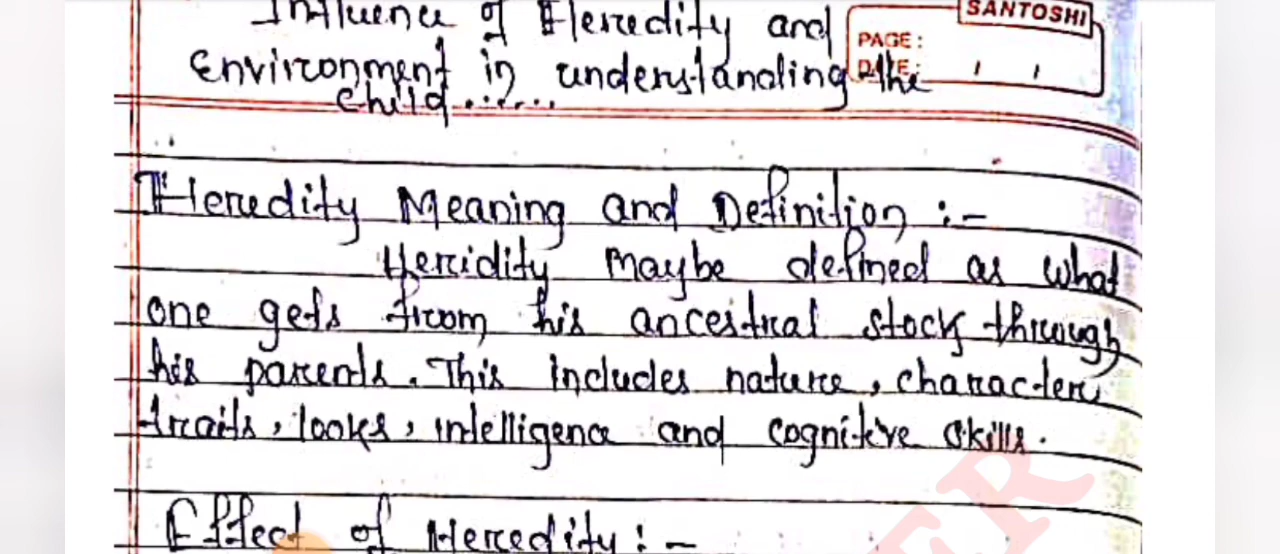 Influence of Heredity and
Environment in understanding the
Child......
SANTOSHI
PAGE :
DATE : / /
Heredity Meaning and Definition :-
Heridity maybe defined as what
one gets from his ancestral stock through
his parents. This includes nature, character
traits, looks, intelligence and cognitive skills.
Effect of Heredity : -